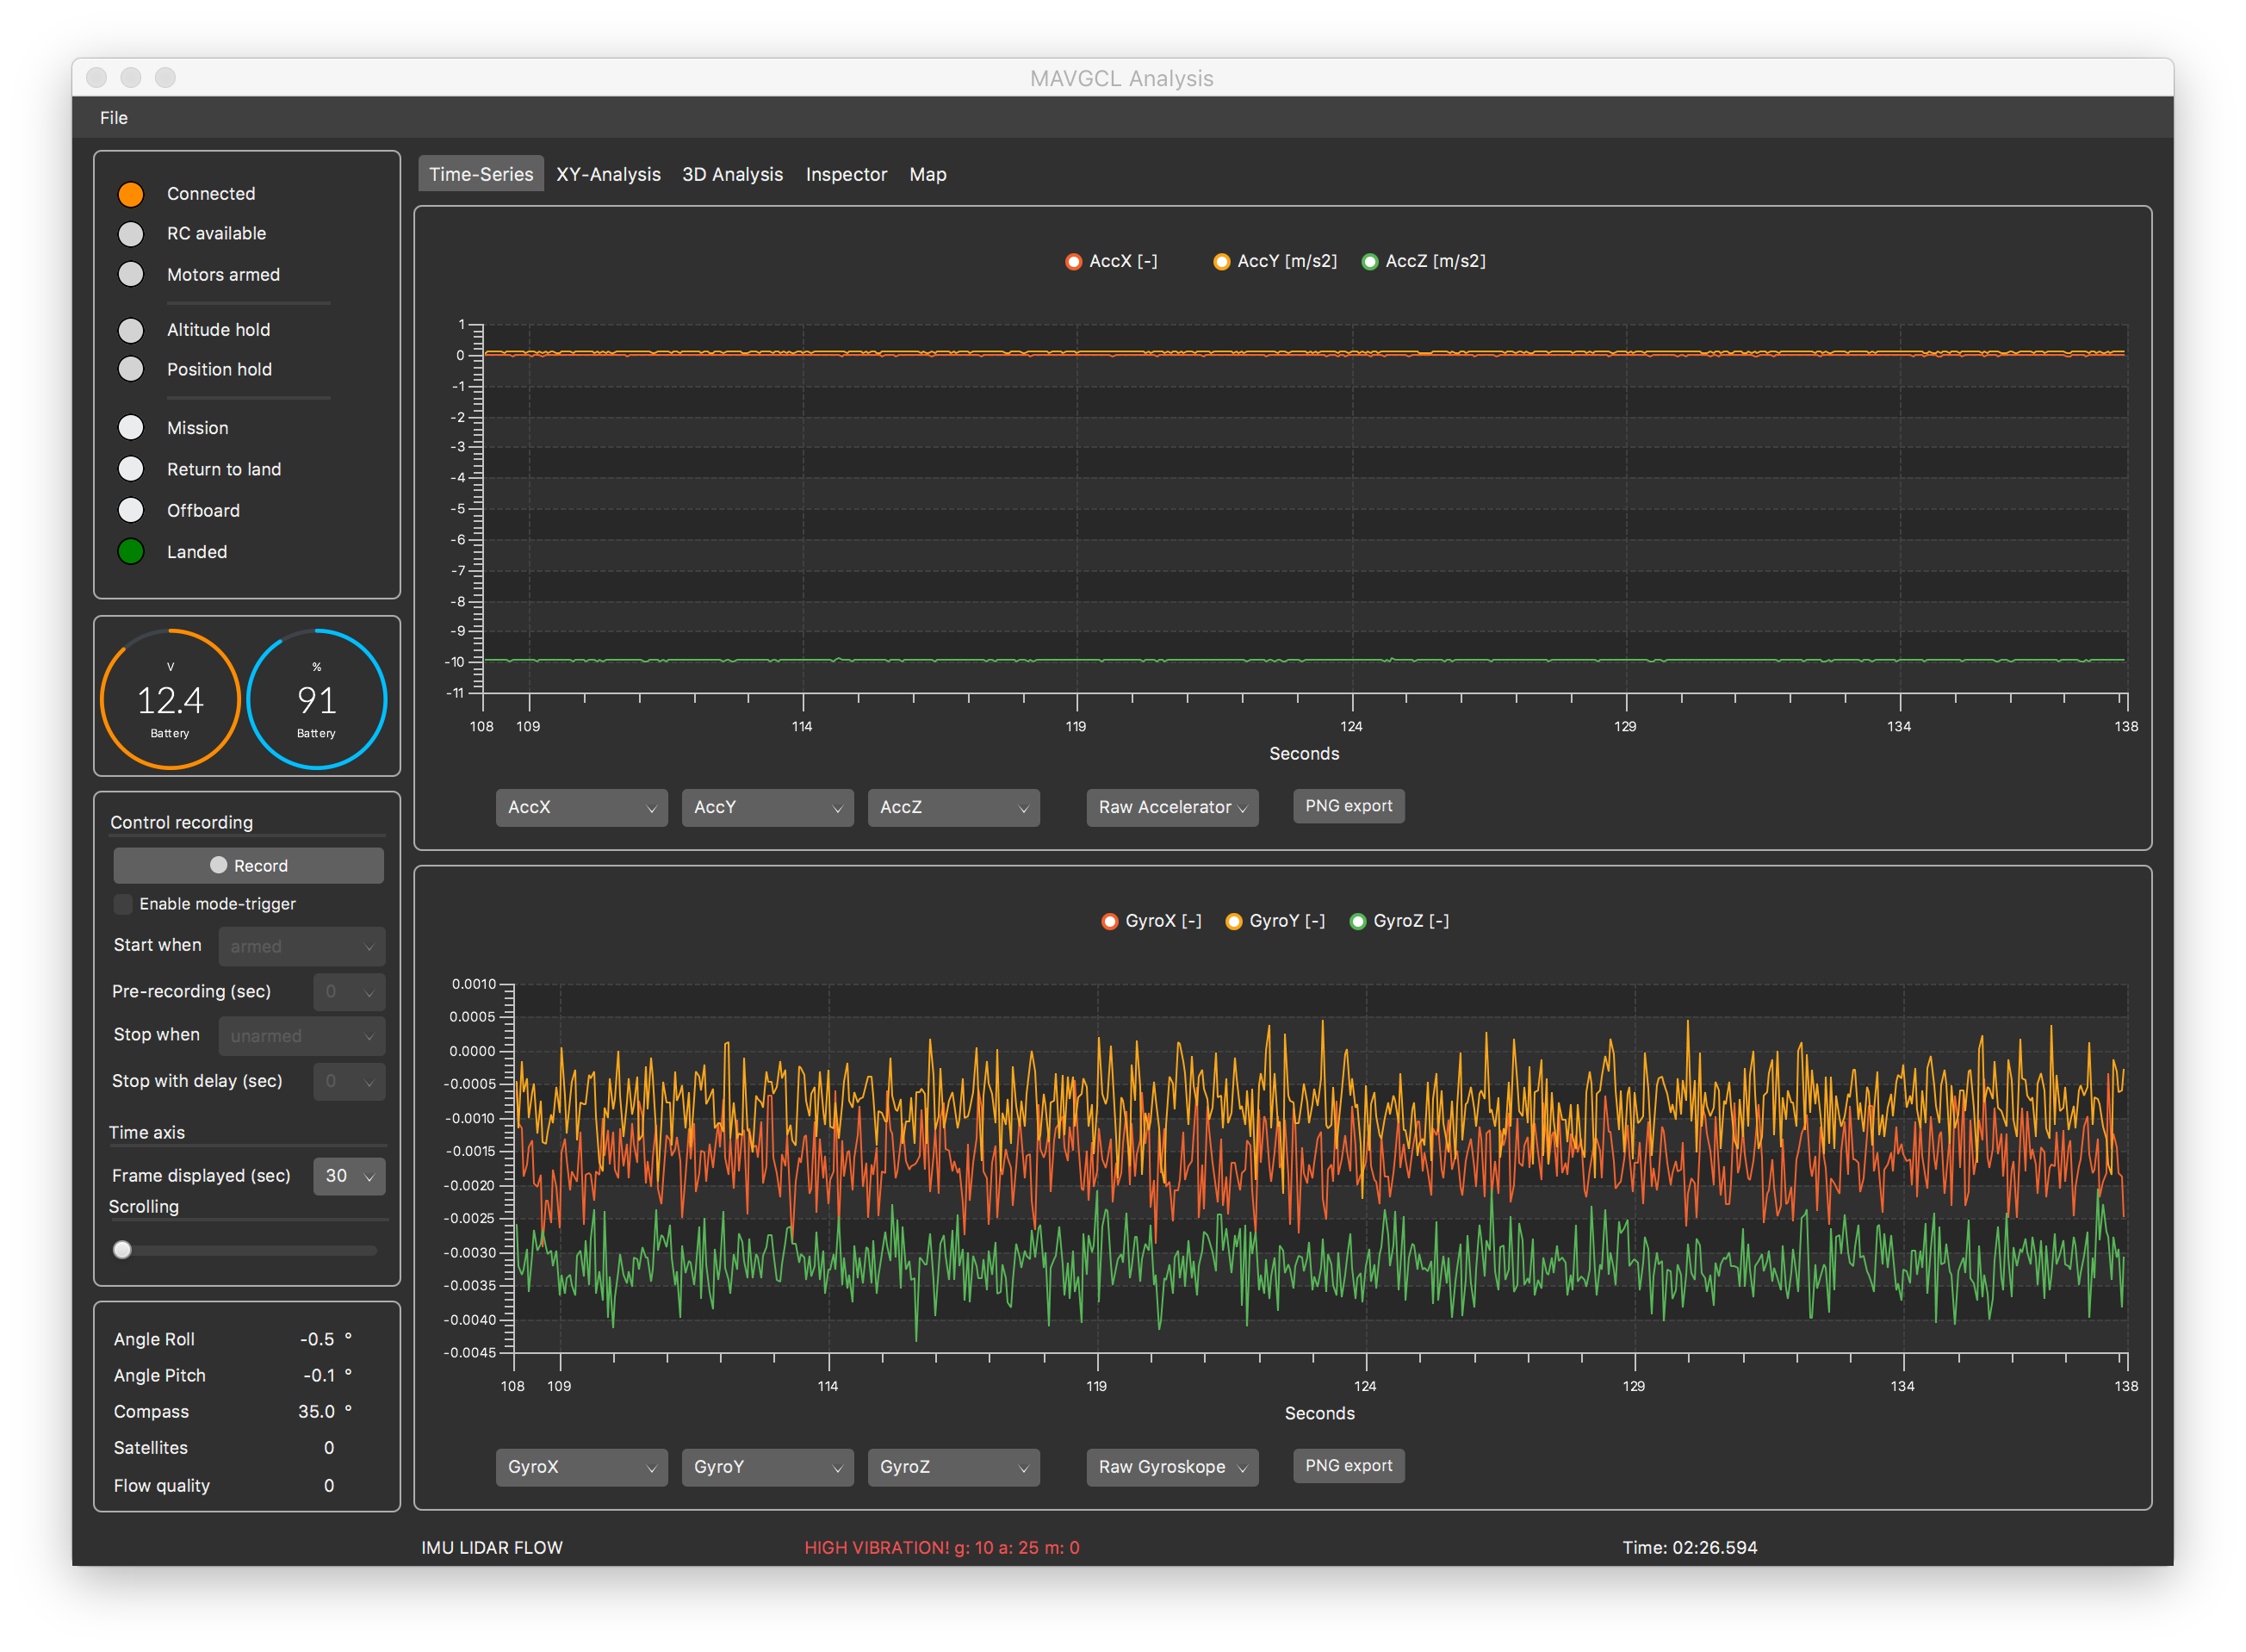 MAVGCL Analysis
File
Connected
RC available
Motors armed
Altitude hold
Position hold
Mission
Return to land
Offboard
Landed
V
12.4
Battery
%
91
Battery
Control recording
Record
Enable mode-trigger
Start when armed
Pre-recording (sec) 0
Stop when unarmed
Stop with delay (sec) 0
Time axis
Frame displayed (sec) 30
Scrolling
Angle Roll -0.5 °
Angle Pitch -0.1 °
Compass 35.0 °
Satellites 0
Flow quality 0
Time-Series XY-Analysis 3D Analysis Inspector Map
AccX [-] AccY [m/s2] AccZ [m/s2]
1
0
-1
-2
-3
-4
-5
-6
-7
-8
-9
-10
-11
108 109 114 119 124 129 134 138
Seconds
AccX AccY AccZ Raw Accelerator PNG export
GyroX [-] GyroY [-] GyroZ [-]
0.0010
0.0005
0.0000
-0.0005
-0.0010
-0.0015
-0.0020
-0.0025
-0.0030
-0.0035
-0.0040
-0.0045
108 109 114 119 124 129 134 138
Seconds
GyroX GyroY GyroZ Raw Gyroskope PNG export
IMU LIDAR FLOW HIGH VIBRATION! g: 10 a: 25 m: 0 Time: 02:26.594